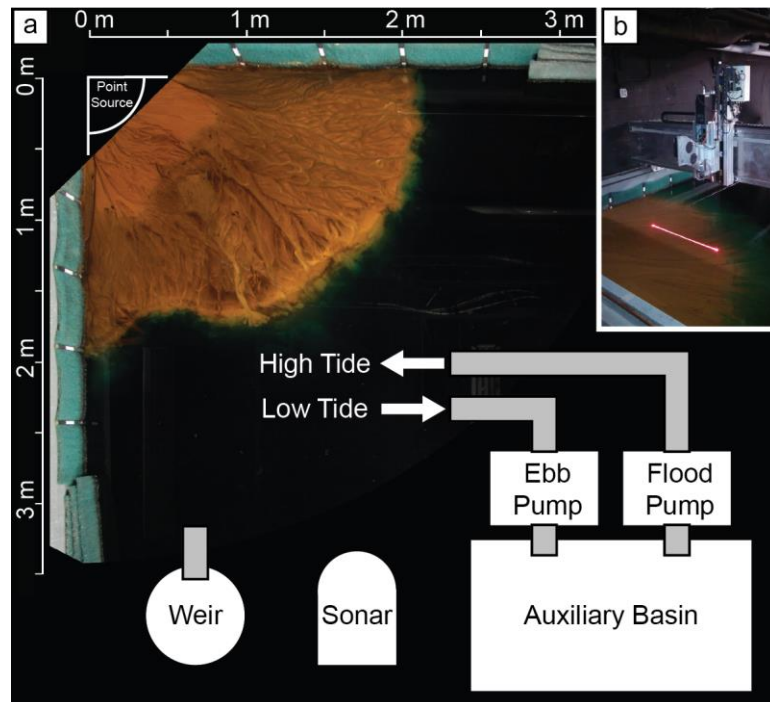 a
0 m
1 m
2 m
3 m
b
0 m
Point
Source
1 m
2 m
3 m
High Tide
Low Tide
Ebb
Pump
Flood
Pump
Weir
Sonar
Auxiliary Basin